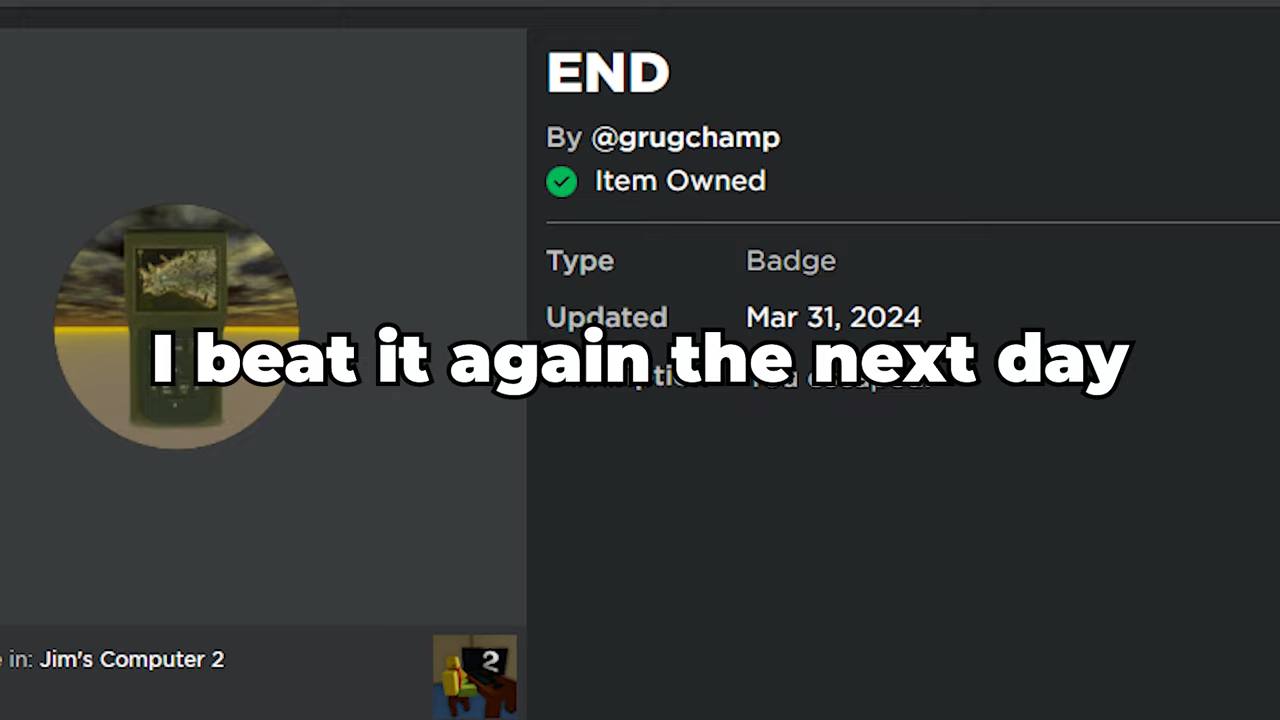 END
By @grugchamp
Item Owned
Type Badge
Updated Mar 31, 2024
I beat it again the next day
in: Jim's Computer 2
2